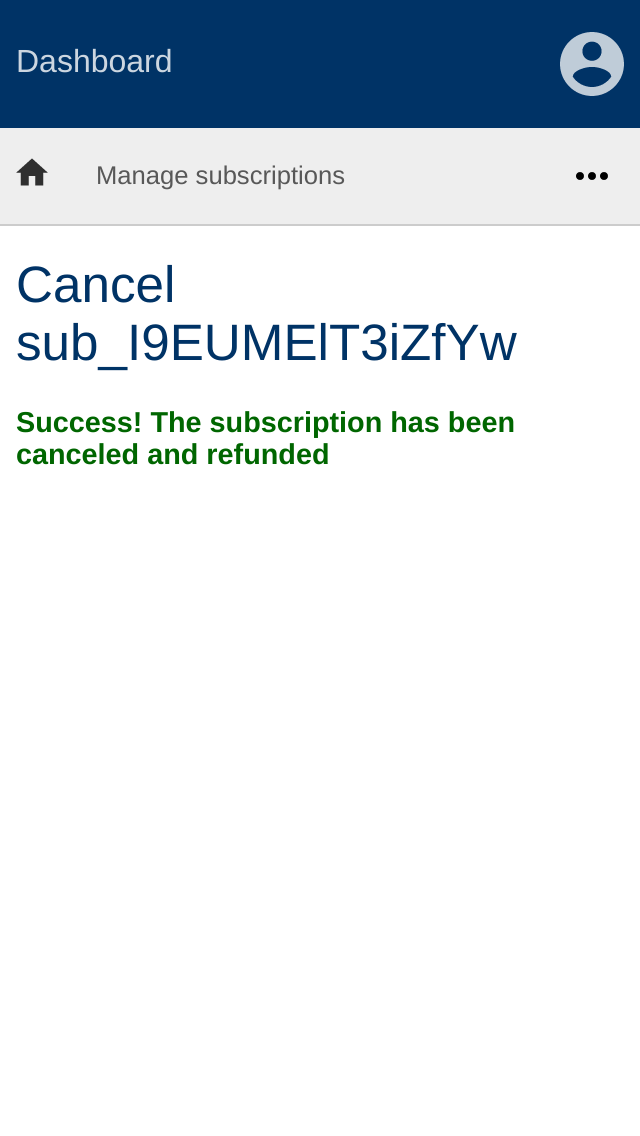 Dashboard
Manage subscriptions
Cancel
sub_I9EUMElT3iZfYw
Success! The subscription has been
canceled and refunded